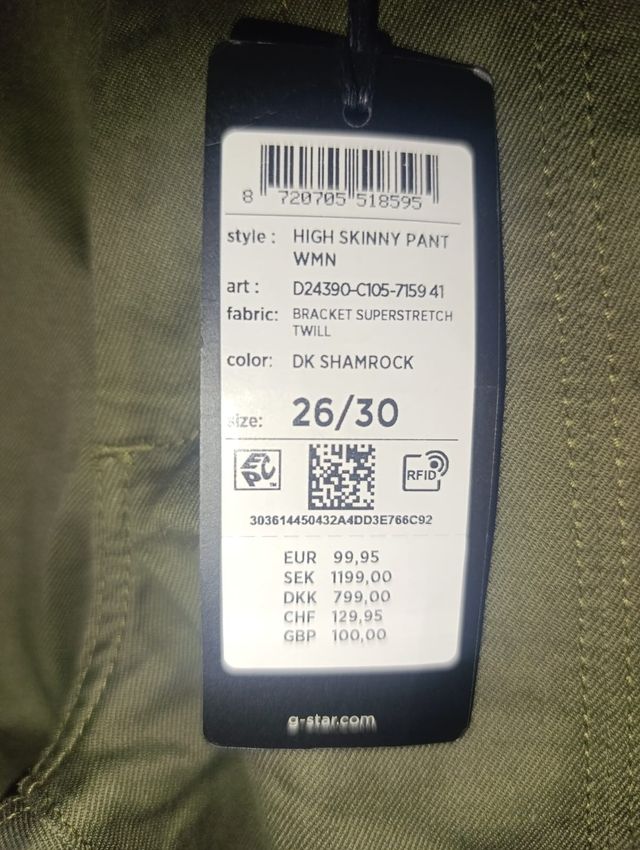 8 720705 518595
style : HIGH SKINNY PANT
WMN
art : D24390-C105-7159 41
fabric: BRACKET SUPERSTRETCH
TWILL
color: DK SHAMROCK
size: 26/30
EPC TM
RFID
303614450432A4DD3E766C92
EUR 99,95
SEK 1199,00
DKK 799,00
CHF 129,95
GBP 100,00
g-star.com